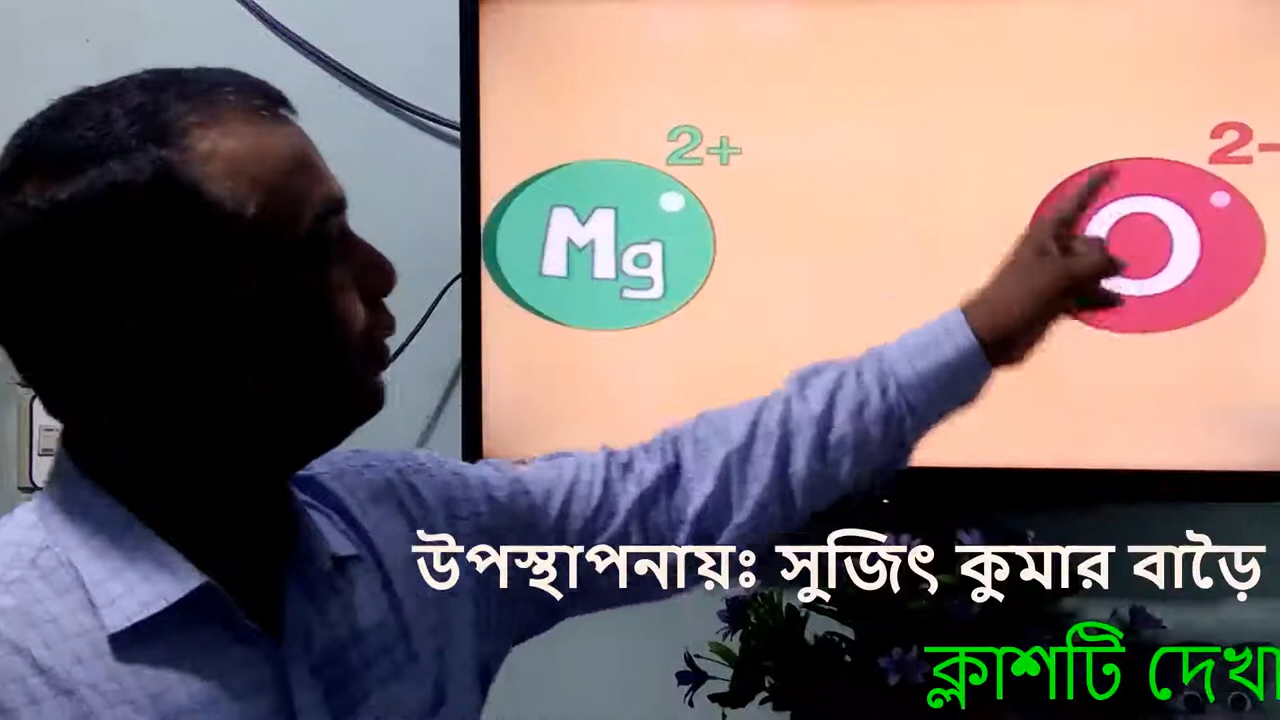 2+
Mg
2-
O
উপস্থাপনায়ঃ সুজিৎ কুমার বাড়ৈ
ক্লাশটি দেখা